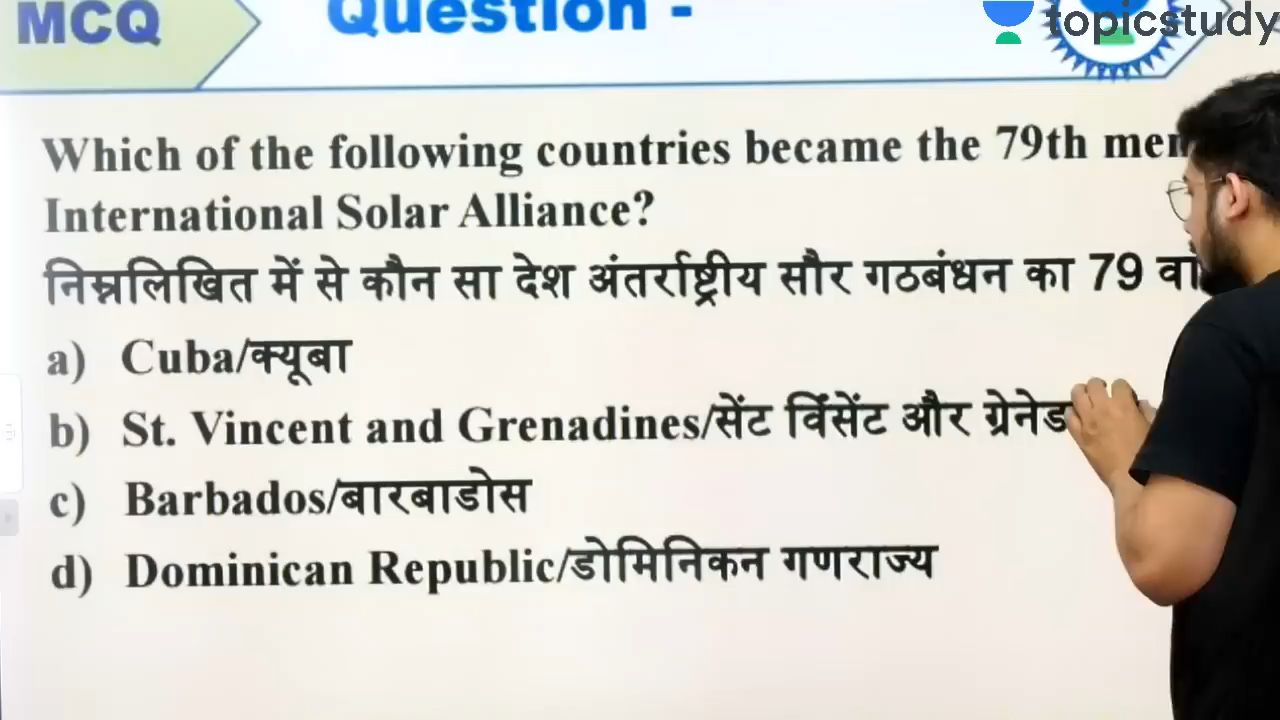 MCQ
Question -
topicstudy
Which of the following countries became the 79th
International Solar Alliance?
निम्नलिखित में से कौन सा देश अंतर्राष्ट्रीय सौर गठबंधन का 79
a) Cuba/क्यूबा
b) St. Vincent and Grenadines/सेंट विंसेंट और
c) Barbados/बारबाडोस
d) Dominican Republic/डोमिनिकन गणराज्य